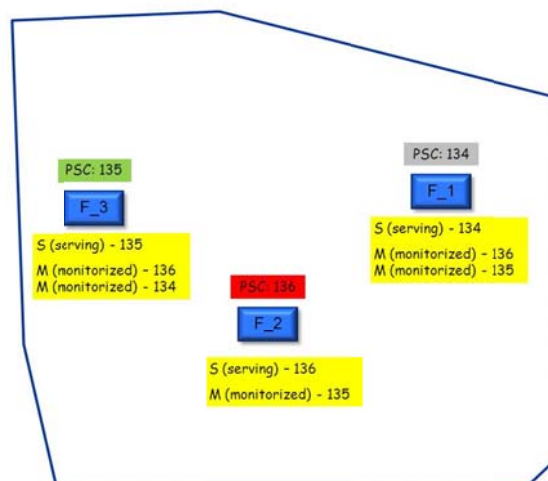 PSC: 134
PSC: 135
F_1
F_3
S (serving) - 134
M (monitorized) - 136
M (monitorized) - 135
S (serving) - 135
M (monitorized) - 136
M (monitorized) - 134
PSC: 136
F_2
S (serving) - 136
M (monitorized) - 135